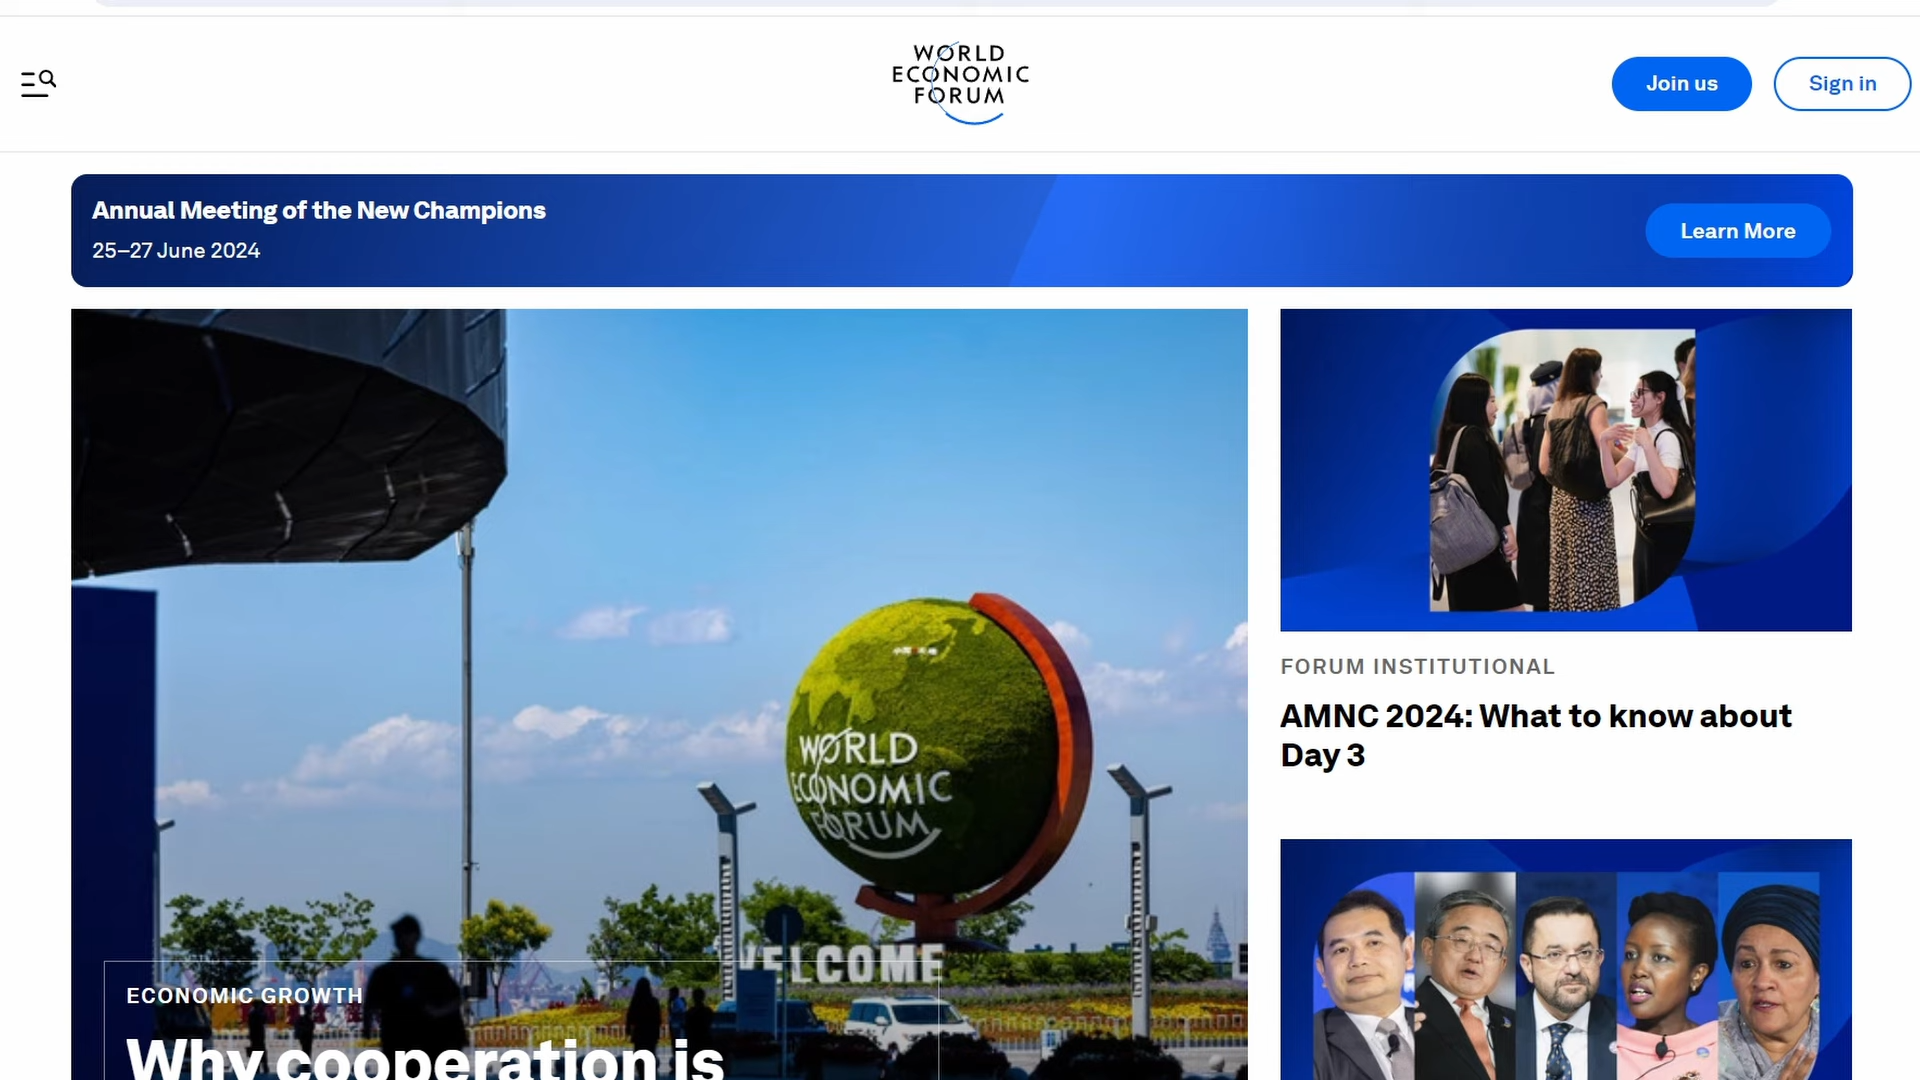 WORLD
ECONOMIC
FORUM
Join us
Sign in
Annual Meeting of the New Champions
25–27 June 2024
Learn More
WORLD
ECONOMIC
FORUM
WELCOME
ECONOMIC GROWTH
Why cooperation is
FORUM INSTITUTIONAL
AMNC 2024: What to know about
Day 3